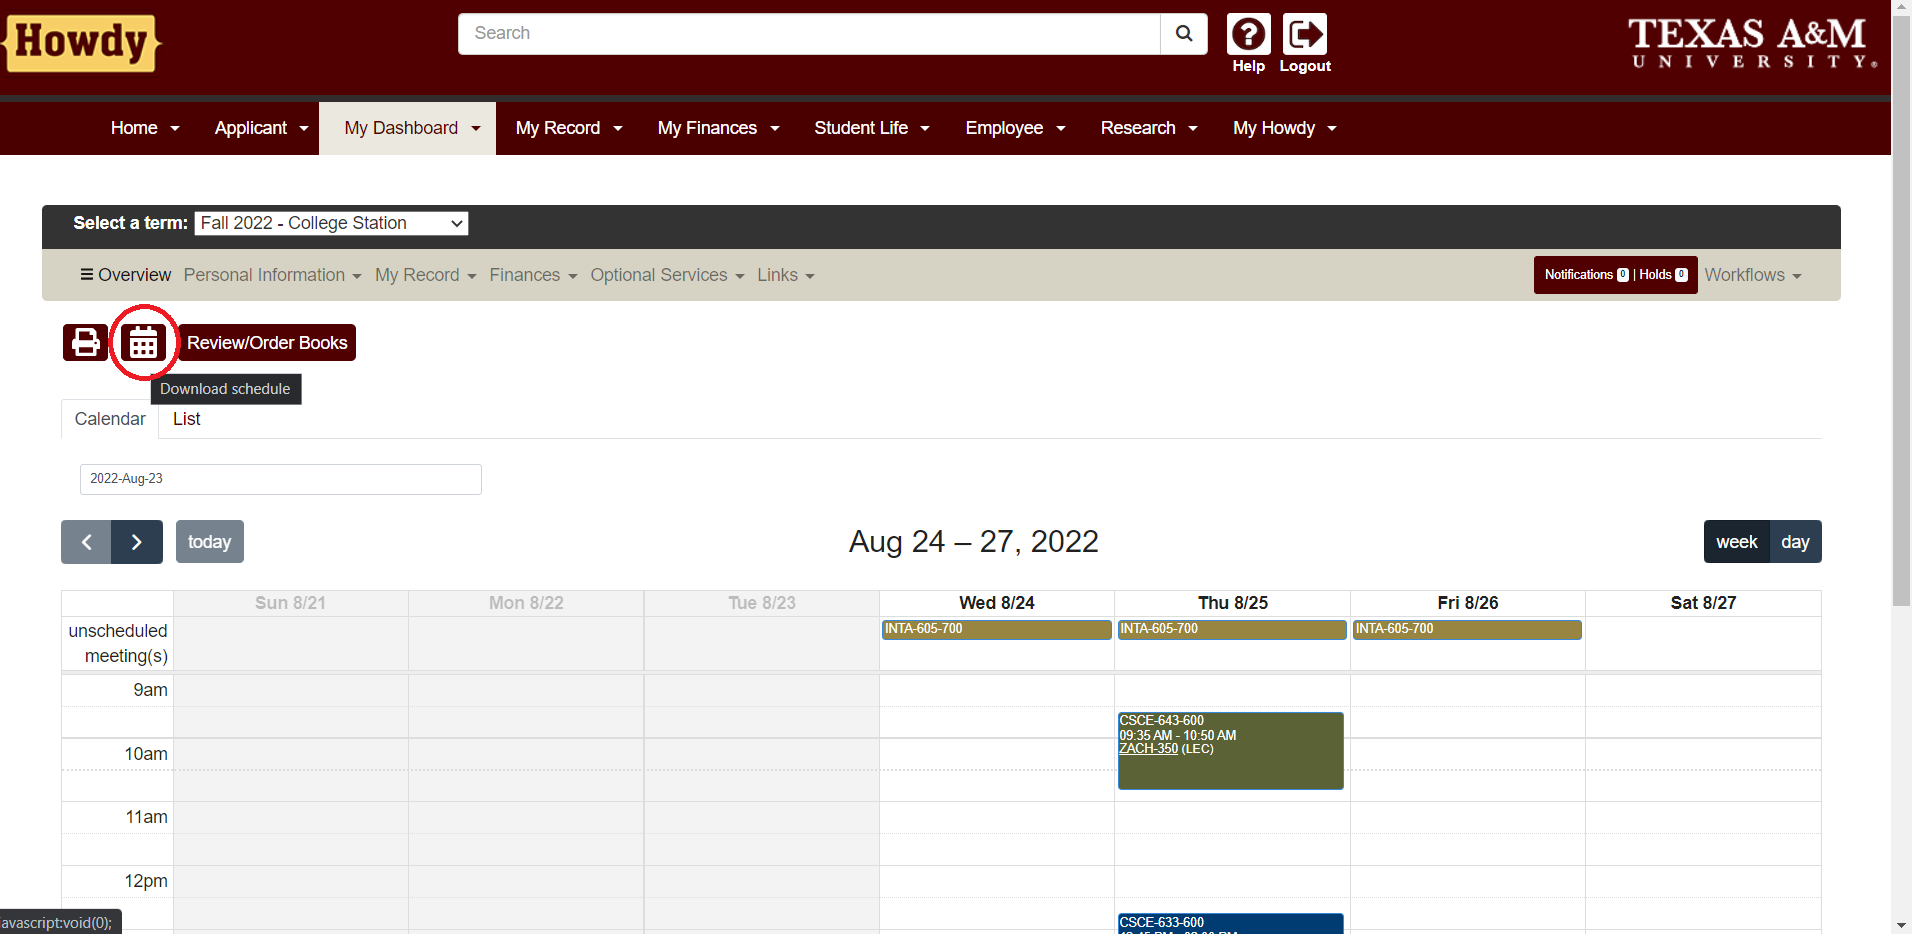 Howdy
Search
Help
Logout
TEXAS A&M
UNIVERSITY®
Home
Applicant
My Dashboard
My Record
My Finances
Student Life
Employee
Research
My Howdy
Select a term: Fall 2022 - College Station
Overview
Personal Information
My Record
Finances
Optional Services
Links
Notifications 0 | Holds 0
Workflows
Review/Order Books
Download schedule
Calendar
List
2022-Aug-23
today
Aug 24 – 27, 2022
week
day
Sun 8/21
Mon 8/22
Tue 8/23
Wed 8/24
Thu 8/25
Fri 8/26
Sat 8/27
unscheduled
meeting(s)
INTA-605-700
INTA-605-700
INTA-605-700
9am
CSCE-643-600
09:35 AM - 10:50 AM
ZACH-350 (LEC)
10am
11am
12pm
CSCE-633-600
avascript:void(0);